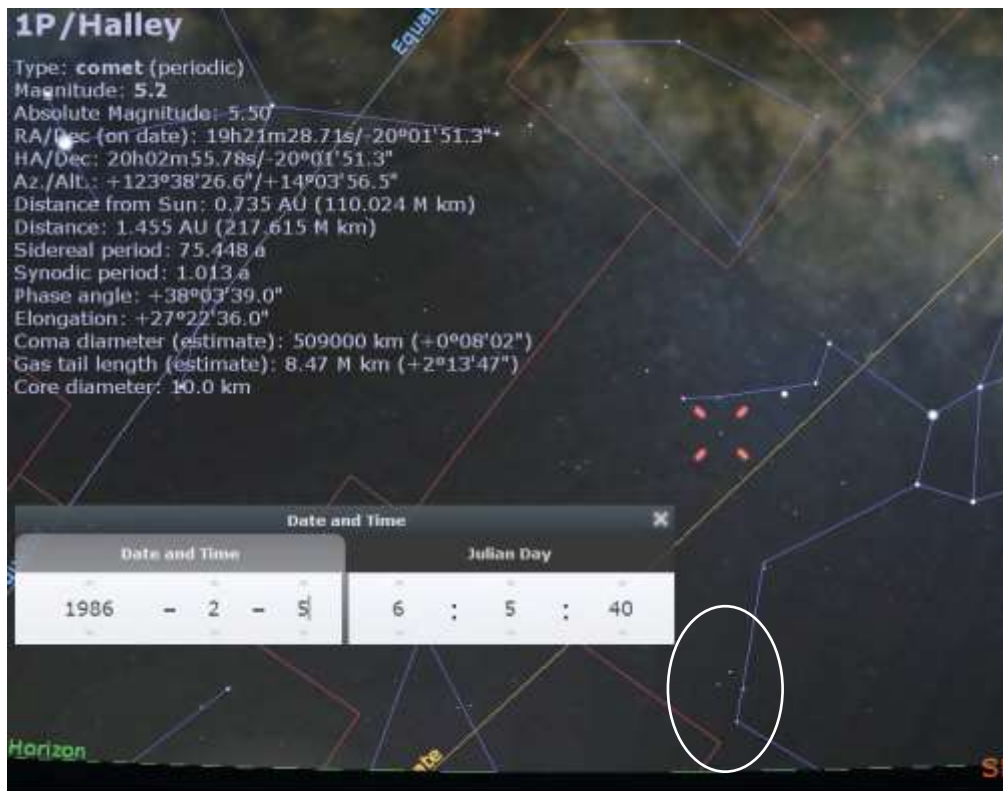 1P/Halley
Type: comet (periodic)
Magnitude: 5.2
Absolute Magnitude: 5.50
RA/Dec (on date): 19h21m28.71s/-20°01'51.3"
HA/Dec: 20h02m55.78s/-20°01'51.3"
Az./Alt.: +123°38'26.6"/+14°03'56.5"
Distance from Sun: 0.735 AU (110.024 M km)
Distance: 1.455 AU (217.615 M km)
Sidereal period: 75.448 a
Synodic period: 1.013 a
Phase angle: +38°03'39.0"
Elongation: +27°22'36.0"
Coma diameter (estimate): 509000 km (+0°08'02")
Gas tail length (estimate): 8.47 M km (+2°13'47")
Core diameter: 10.0 km
Date and Time
Date and Time Julian Day
1986 - 2 - 5 6 : 5 : 40
Horizon